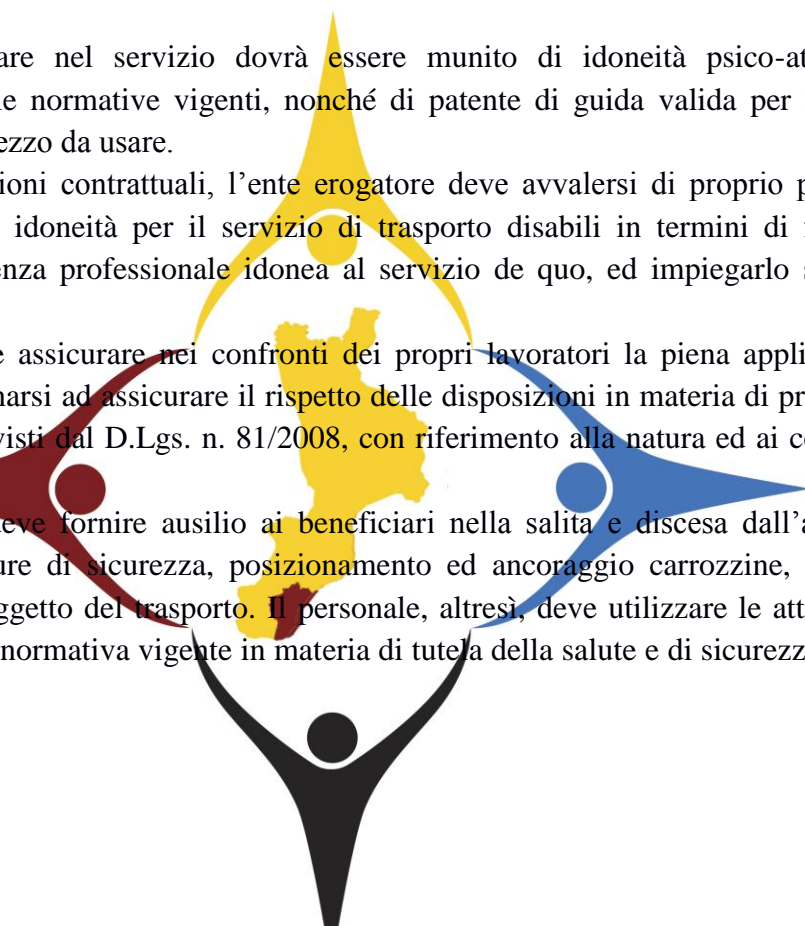 are nel servizio dovrà essere munito di idoneità psico-at
le normative vigenti, nonché di patente di guida valida per
ezzo da usare.
ioni contrattuali, l’ente erogatore deve avvalersi di proprio p
idoneità per il servizio di trasporto disabili in termini di
enza professionale idonea al servizio de quo, ed impiegarlo s
e assicurare nei confronti dei propri lavoratori la piena appli
narsi ad assicurare il rispetto delle disposizioni in materia di pr
visti dal D.Lgs. n. 81/2008, con riferimento alla natura ed ai co
deve fornire ausilio ai beneficiari nella salita e discesa dall’a
ure di sicurezza, posizionamento ed ancoraggio carrozzine,
ggetto del trasporto. Il personale, altresì, deve utilizzare le att
normativa vigente in materia di tutela della salute e di sicurezz